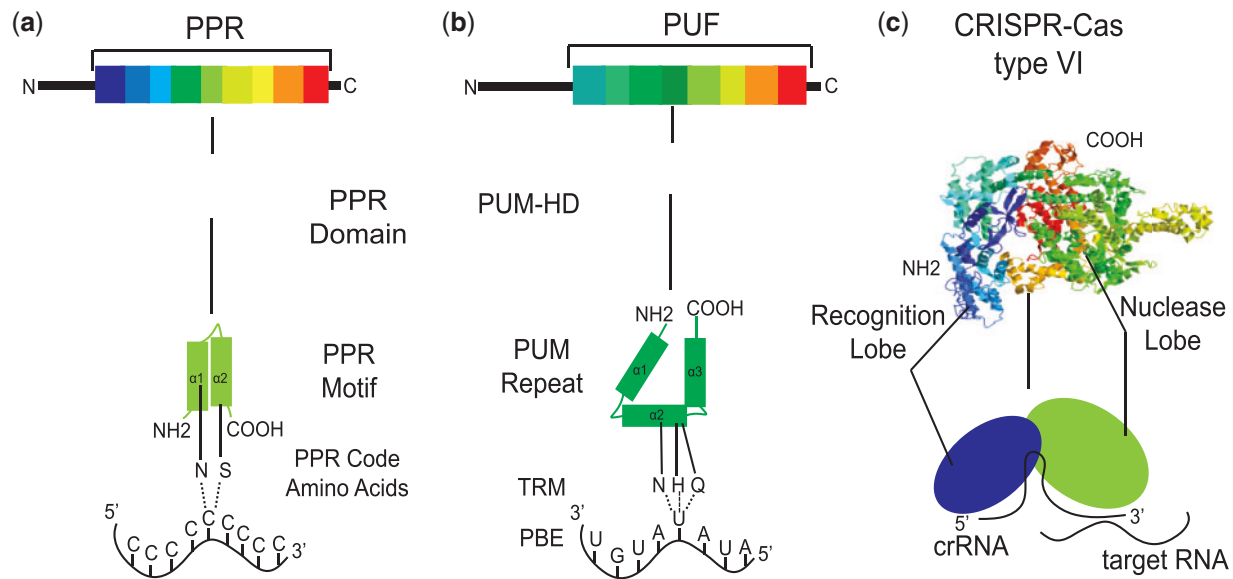 (a)
PPR
N
C
PPR
Domain
α1
α2
PPR
Motif
NH2
COOH
N
S
PPR Code
Amino Acids
5’
C
C
C
C
C
C
C
C
C
3’
(b)
PUF
N
C
PUM-HD
NH2
COOH
PUM
Repeat
α1
α3
α2
TRM
N
H
Q
3’
PBE
U
G
U
A
U
A
U
A
5’
(c)
CRISPR-Cas
type VI
COOH
NH2
Recognition
Lobe
Nuclease
Lobe
5’
3’
crRNA
target RNA